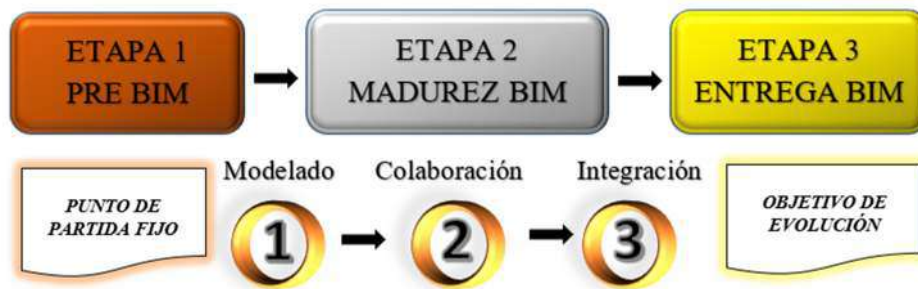 ETAPA 1
PRE BIM
ETAPA 2
MADUREZ BIM
ETAPA 3
ENTREGA BIM
PUNTO DE
PARTIDA FIJO
Modelado
1
Colaboración
2
Integración
3
OBJETIVO DE
EVOLUCIÓN